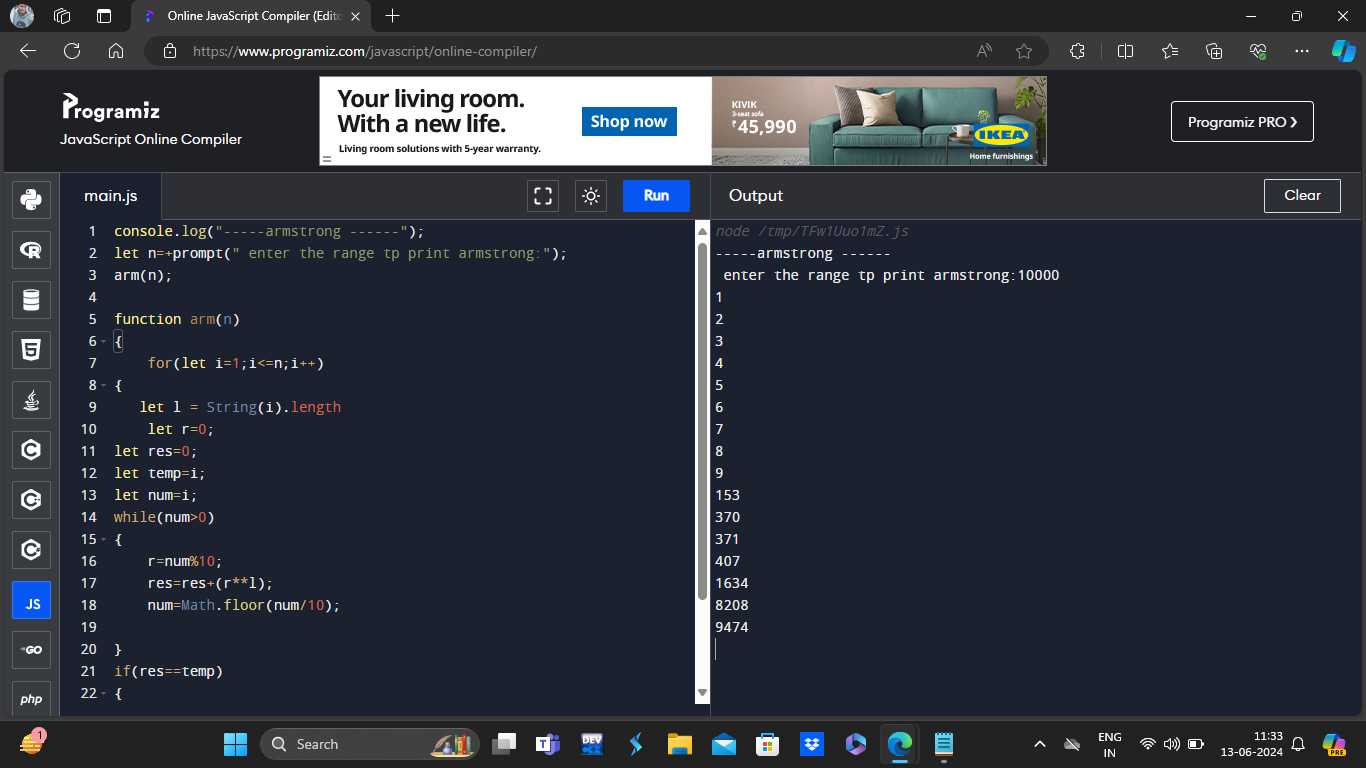 Online JavaScript Compiler (Edito
https://www.programiz.com/javascript/online-compiler/
Programiz
JavaScript Online Compiler
Your living room.
With a new life.
Living room solutions with 5-year warranty.
Shop now
KIVIK
3-seat sofa
₹45,990
IKEA
Home furnishings
Programiz PRO ❯
main.js
Run
Output
Clear
1 console.log("-----armstrong ------");
2 let n=+prompt(" enter the range tp print armstrong:");
3 arm(n);
4
5 function arm(n)
6 {
7 for(let i=1;i<=n;i++)
8 {
9 let l = String(i).length
10 let r=0;
11 let res=0;
12 let temp=i;
13 let num=i;
14 while(num>0)
15 {
16 r=num%10;
17 res=res+(r**l);
18 num=Math.floor(num/10);
19
20 }
21 if(res==temp)
22 {
node /tmp/TFw1Uuo1mZ.js
-----armstrong ------
enter the range tp print armstrong:10000
1
2
3
4
5
6
7
8
9
153
370
371
407
1634
8208
9474
JS
GO
php
1
Search
DEV
ENG
IN
11:33
13-06-2024
PRE